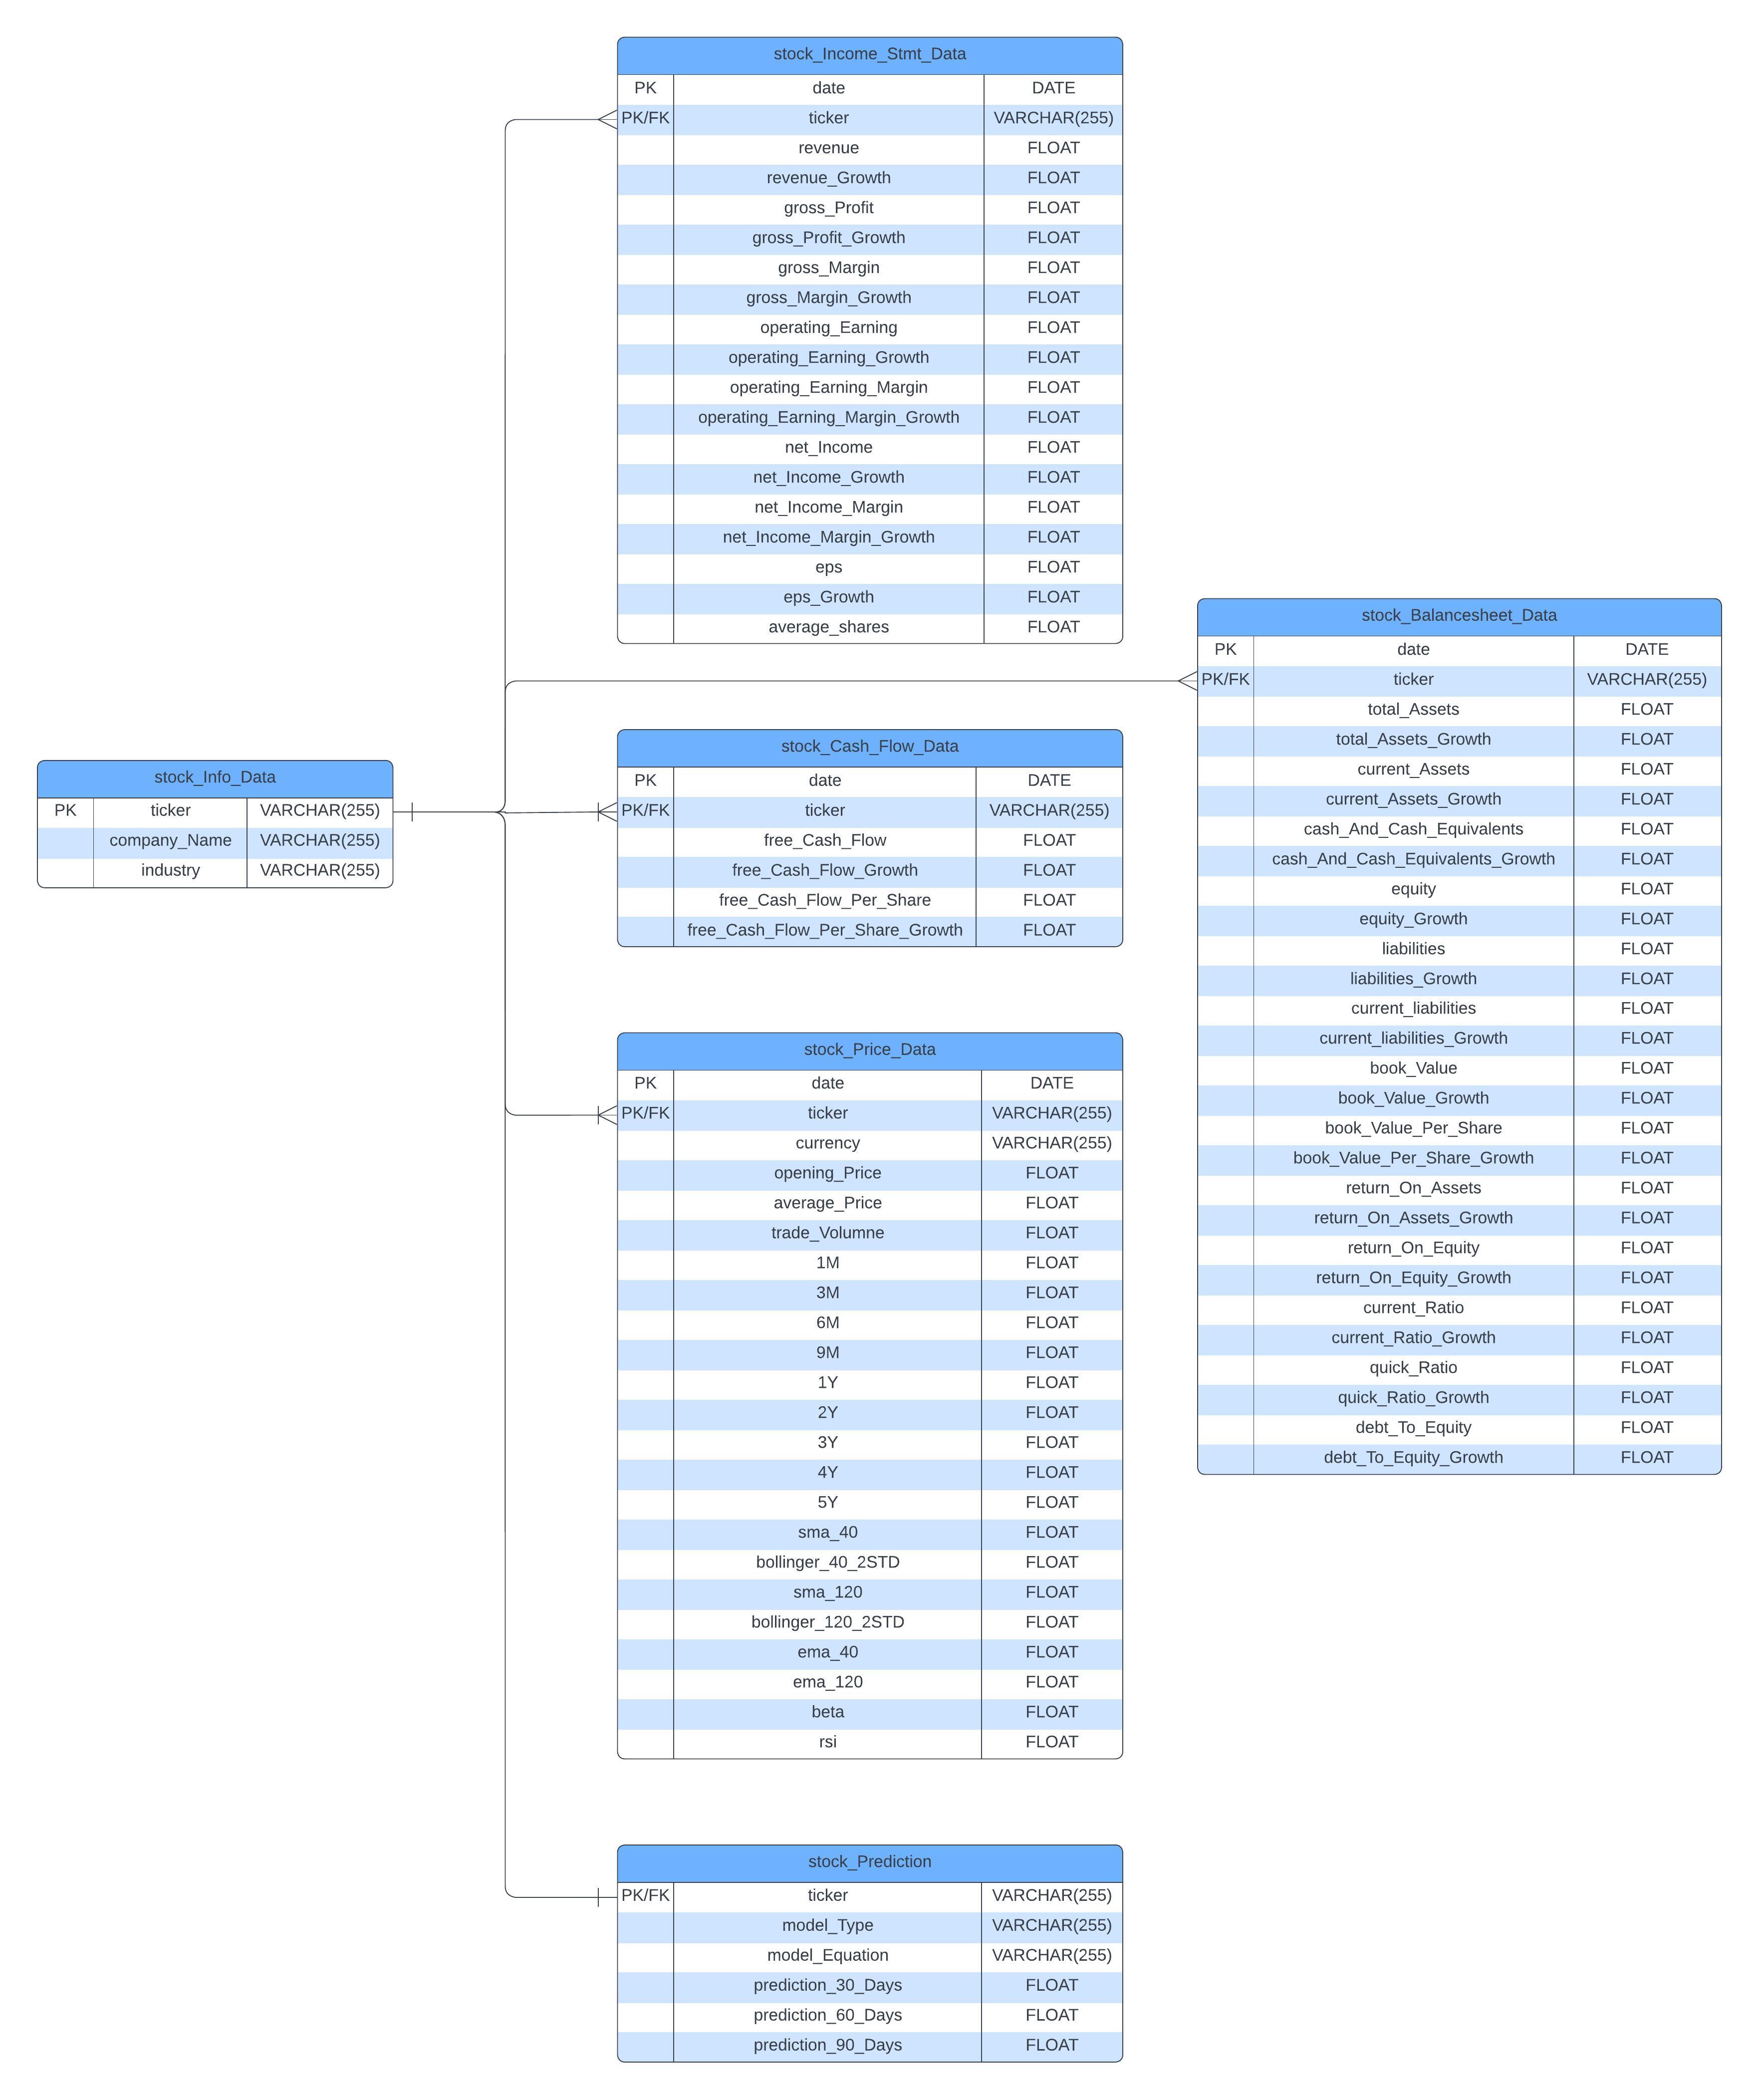 stock_Income_Stmt_Data
PK date DATE
PK/FK ticker VARCHAR(255)
revenue FLOAT
revenue_Growth FLOAT
gross_Profit FLOAT
gross_Profit_Growth FLOAT
gross_Margin FLOAT
gross_Margin_Growth FLOAT
operating_Earning FLOAT
operating_Earning_Growth FLOAT
operating_Earning_Margin FLOAT
operating_Earning_Margin_Growth FLOAT
net_Income FLOAT
net_Income_Growth FLOAT
net_Income_Margin FLOAT
net_Income_Margin_Growth FLOAT
eps FLOAT
eps_Growth FLOAT
average_shares FLOAT
stock_Balancesheet_Data
PK date DATE
PK/FK ticker VARCHAR(255)
total_Assets FLOAT
total_Assets_Growth FLOAT
current_Assets FLOAT
current_Assets_Growth FLOAT
cash_And_Cash_Equivalents FLOAT
cash_And_Cash_Equivalents_Growth FLOAT
equity FLOAT
equity_Growth FLOAT
liabilities FLOAT
liabilities_Growth FLOAT
current_liabilities FLOAT
current_liabilities_Growth FLOAT
book_Value FLOAT
book_Value_Growth FLOAT
book_Value_Per_Share FLOAT
book_Value_Per_Share_Growth FLOAT
return_On_Assets FLOAT
return_On_Assets_Growth FLOAT
return_On_Equity FLOAT
return_On_Equity_Growth FLOAT
current_Ratio FLOAT
current_Ratio_Growth FLOAT
quick_Ratio FLOAT
quick_Ratio_Growth FLOAT
debt_To_Equity FLOAT
debt_To_Equity_Growth FLOAT
stock_Info_Data
PK ticker VARCHAR(255)
company_Name VARCHAR(255)
industry VARCHAR(255)
stock_Cash_Flow_Data
PK date DATE
PK/FK ticker VARCHAR(255)
free_Cash_Flow FLOAT
free_Cash_Flow_Growth FLOAT
free_Cash_Flow_Per_Share FLOAT
free_Cash_Flow_Per_Share_Growth FLOAT
stock_Price_Data
PK date DATE
PK/FK ticker VARCHAR(255)
currency VARCHAR(255)
opening_Price FLOAT
average_Price FLOAT
trade_Volumne FLOAT
1M FLOAT
3M FLOAT
6M FLOAT
9M FLOAT
1Y FLOAT
2Y FLOAT
3Y FLOAT
4Y FLOAT
5Y FLOAT
sma_40 FLOAT
bollinger_40_2STD FLOAT
sma_120 FLOAT
bollinger_120_2STD FLOAT
ema_40 FLOAT
ema_120 FLOAT
beta FLOAT
rsi FLOAT
stock_Prediction
PK/FK ticker VARCHAR(255)
model_Type VARCHAR(255)
model_Equation VARCHAR(255)
prediction_30_Days FLOAT
prediction_60_Days FLOAT
prediction_90_Days FLOAT